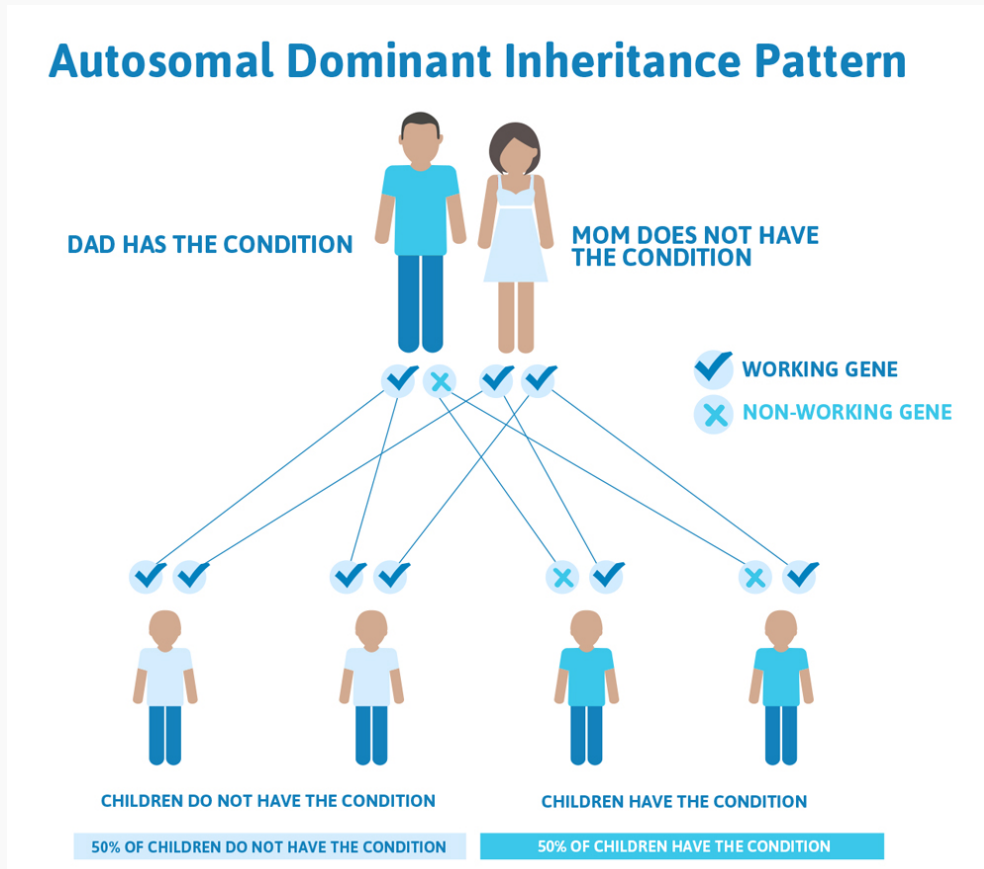 Autosomal Dominant Inheritance Pattern
DAD HAS THE CONDITION
MOM DOES NOT HAVE
THE CONDITION
WORKING GENE
NON-WORKING GENE
CHILDREN DO NOT HAVE THE CONDITION
CHILDREN HAVE THE CONDITION
50% OF CHILDREN DO NOT HAVE THE CONDITION
50% OF CHILDREN HAVE THE CONDITION